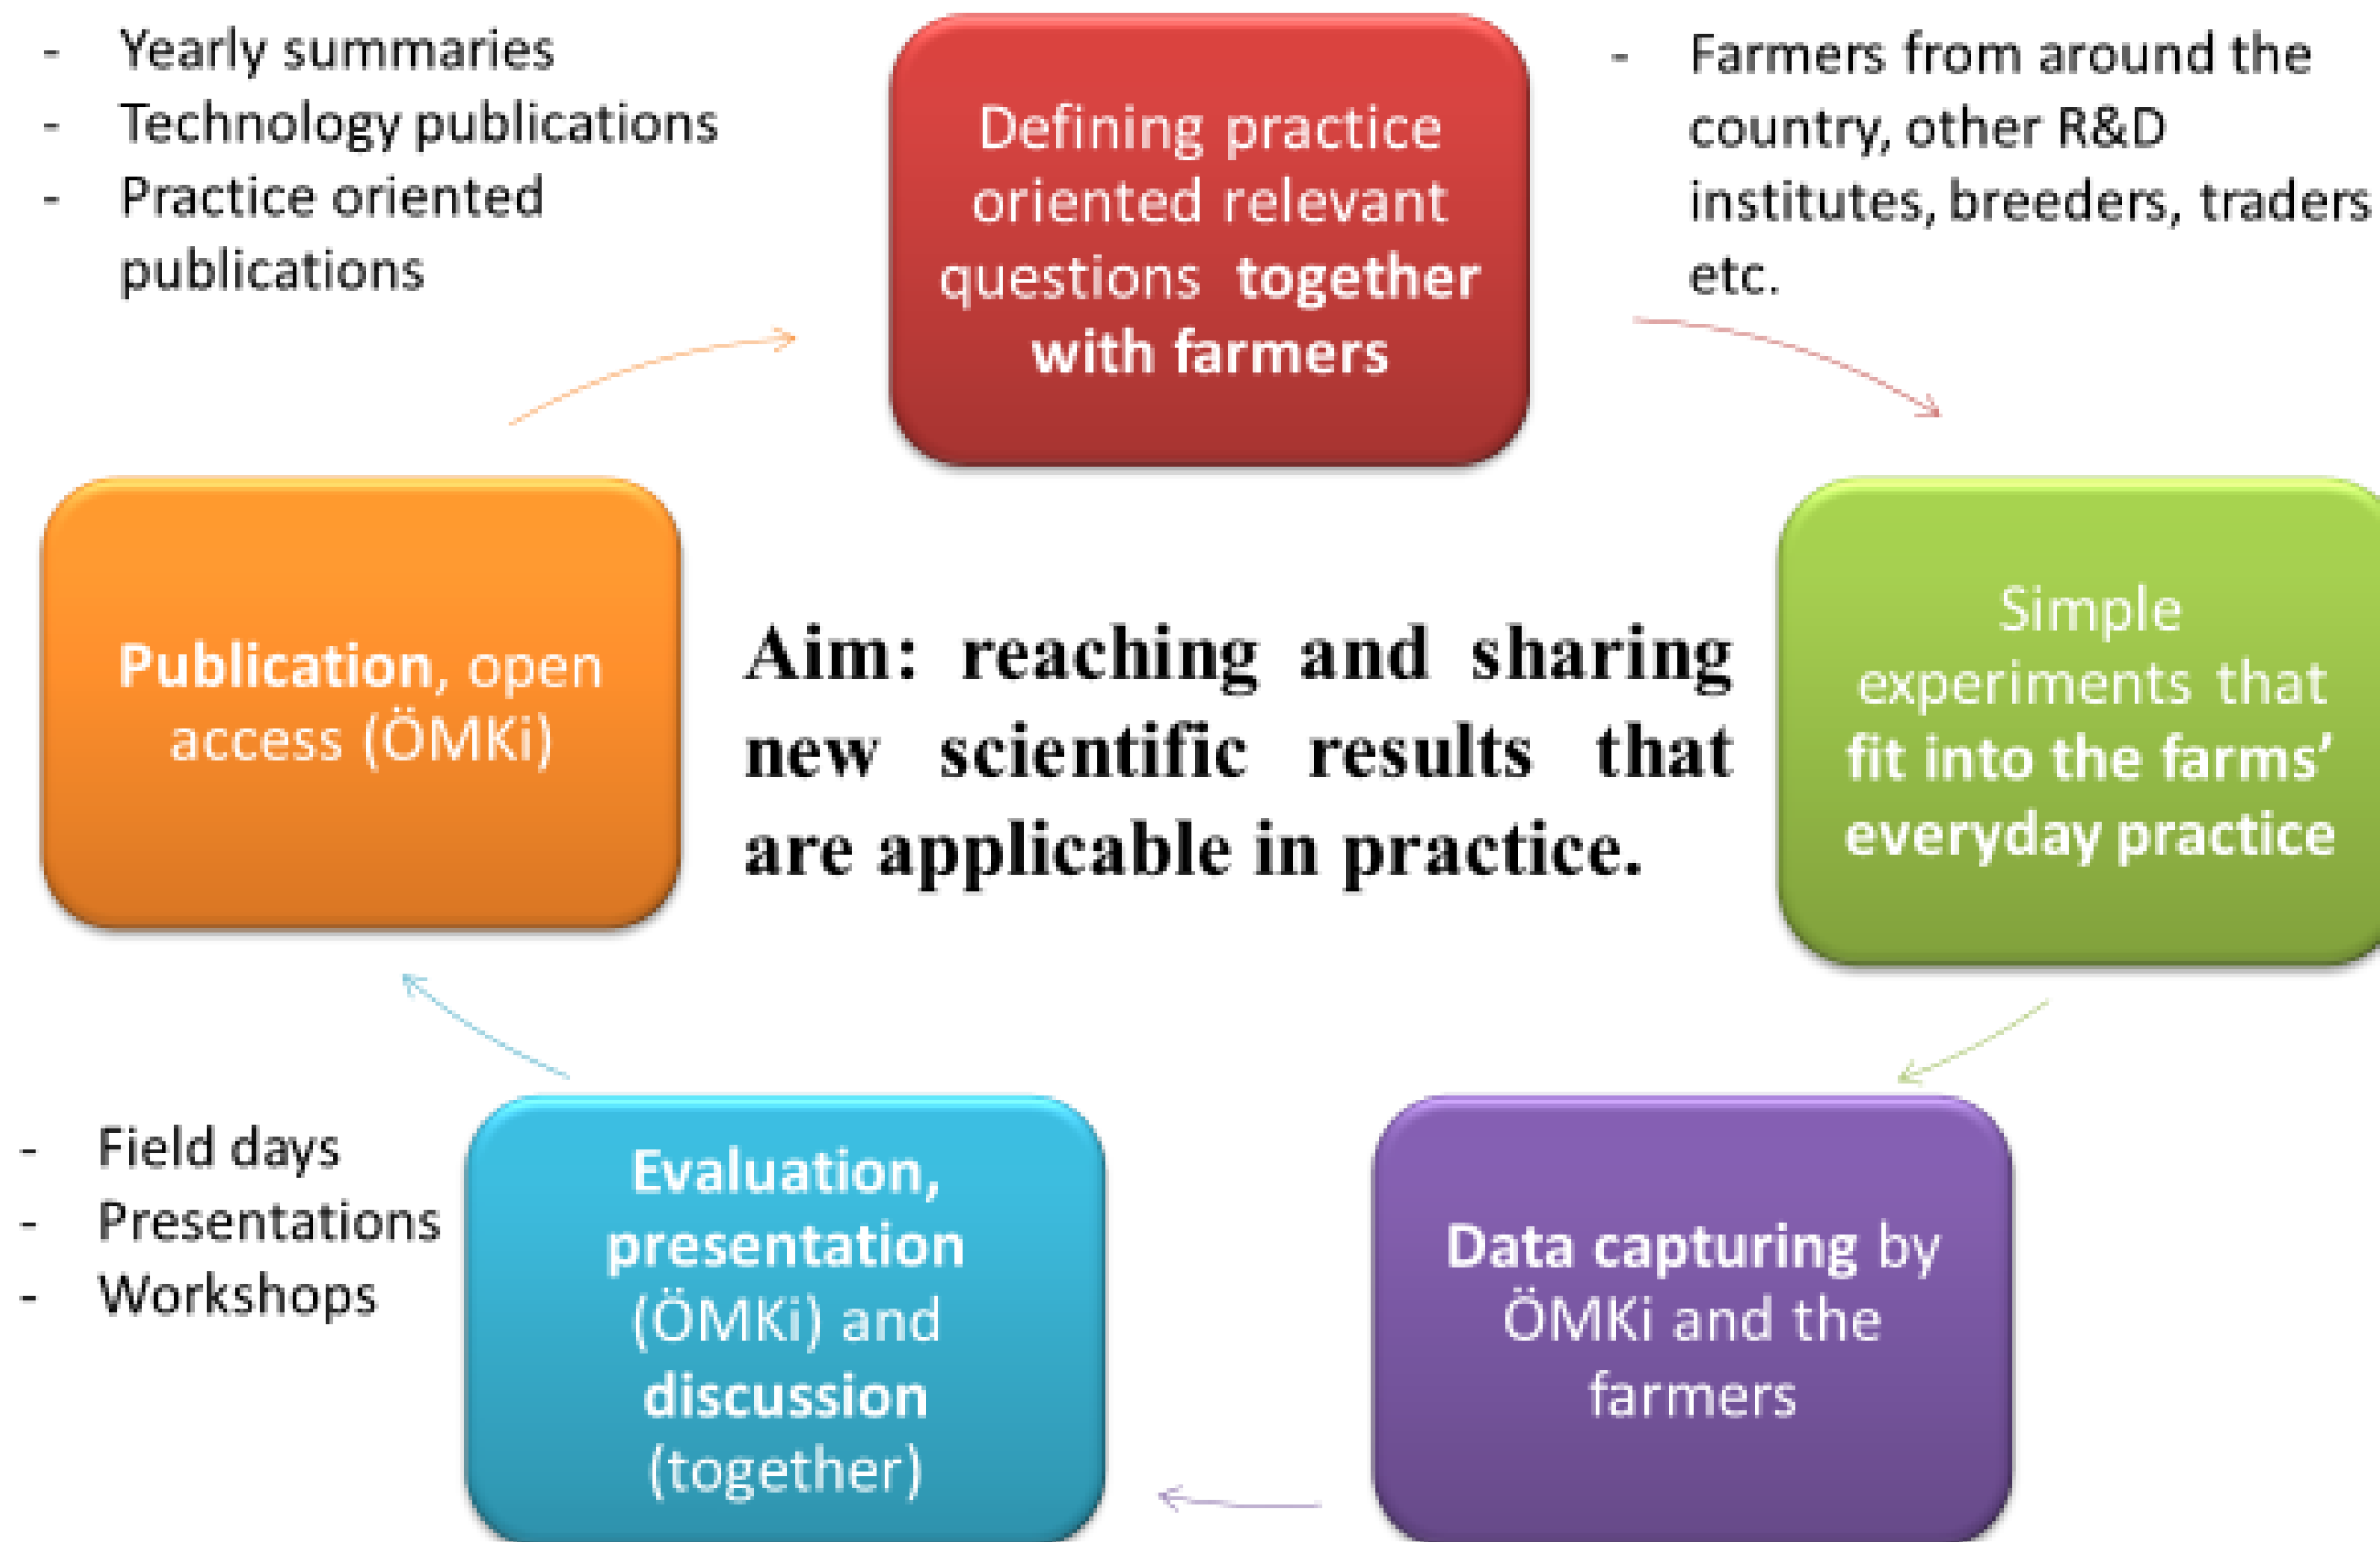 - Yearly summaries
- Technology publications
- Practice oriented
publications
Defining practice
oriented relevant
questions together
with farmers
- Farmers from around the
country, other R&D
institutes, breeders, traders
etc.
Publication, open
access (ÖMKi)
Aim: reaching and sharing
new scientific results that
are applicable in practice.
Simple
experiments that
fit into the farms’
everyday practice
- Field days
- Presentations
- Workshops
Evaluation,
presentation
(ÖMKi) and
discussion
(together)
Data capturing by
ÖMKi and the
farmers